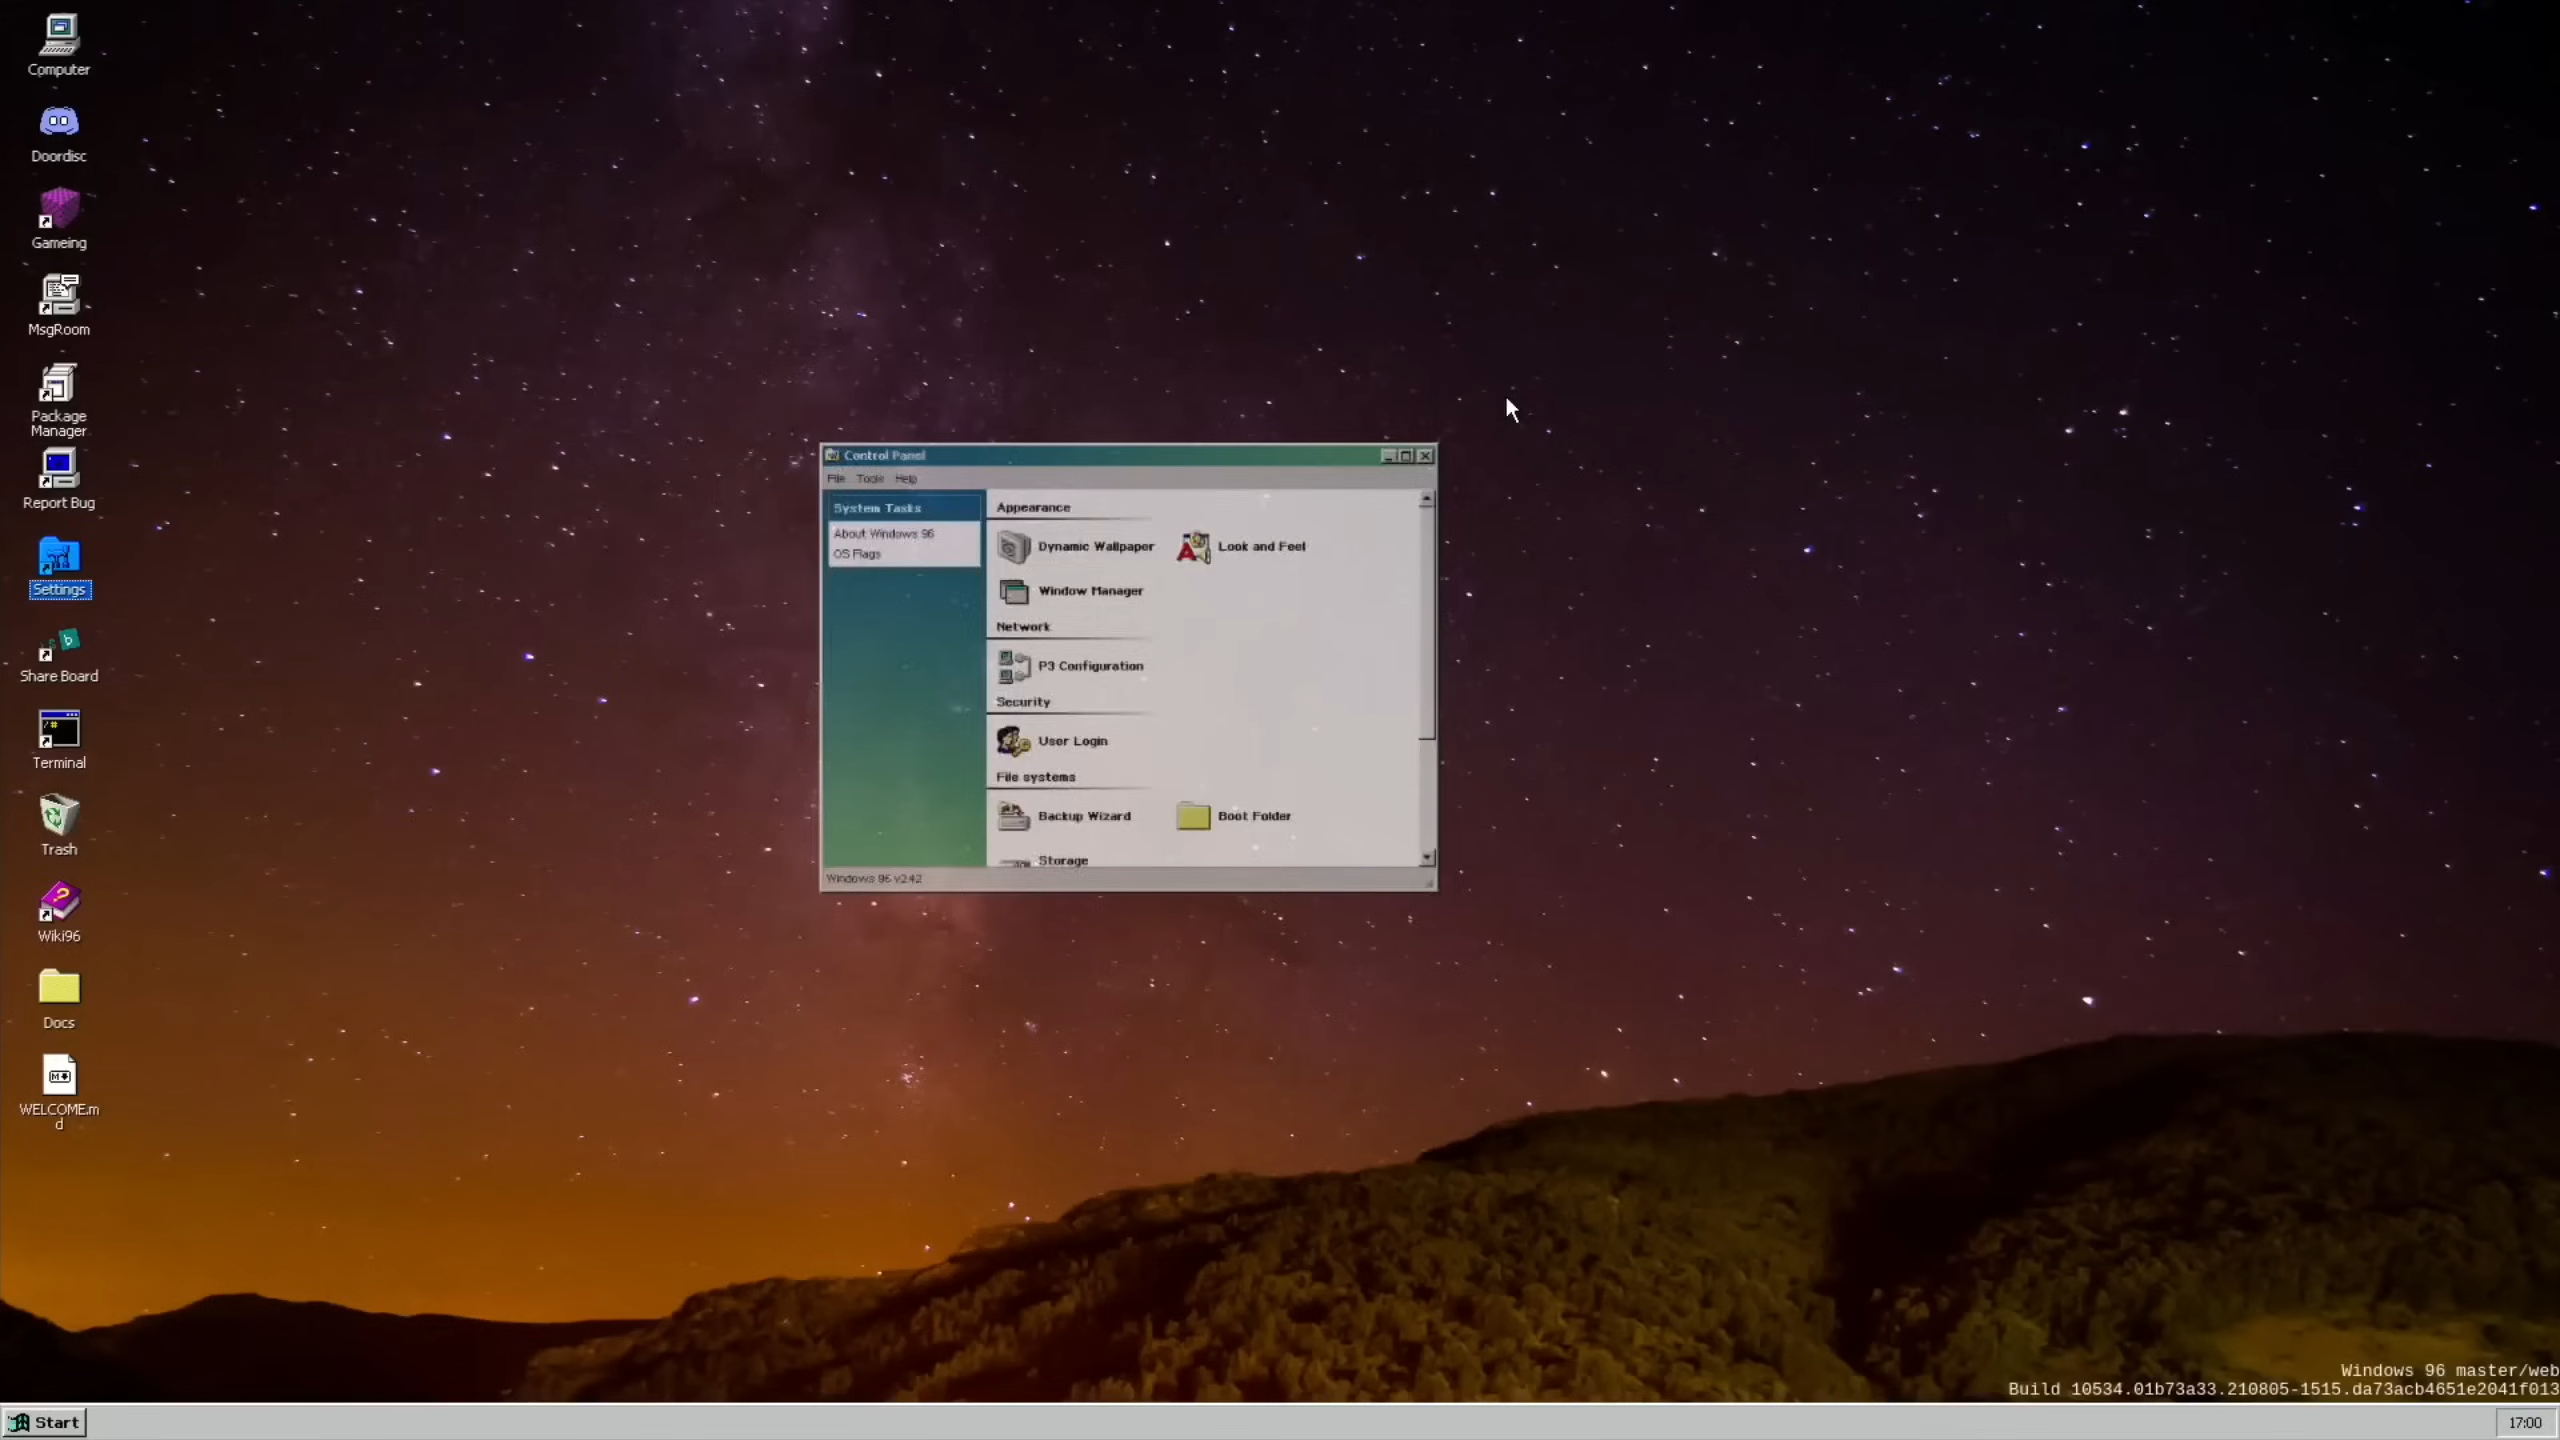 Computer
Doordisc
Gameing
MsgRoom
Package
Manager
Report Bug
Settings
Share Board
Terminal
Trash
Wiki96
Docs
WELCOME.m
d
Control Panel
File Tools Help
System Tasks
About Windows 96
OS Flags
Appearance
Dynamic Wallpaper
Look and Feel
Window Manager
Network
P3 Configuration
Security
User Login
File systems
Backup Wizard
Boot Folder
Storage
Windows 96 v2.42
Windows 96 master/web
Build 10534.01b73a33.210805-1515.da73acb4651e2041f013
Start
17:00